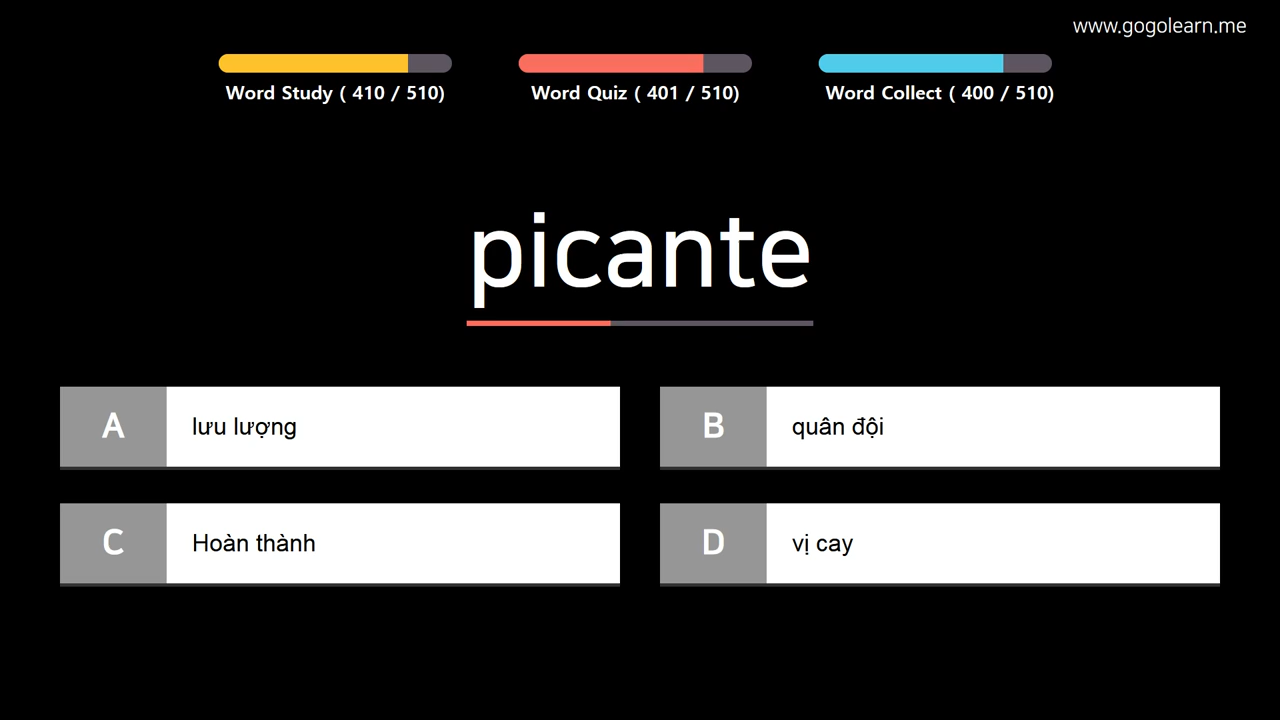 www.gogolearn.me
Word Study ( 410 / 510)
Word Quiz ( 401 / 510)
Word Collect ( 400 / 510)
picante
A
lưu lượng
B
quân đội
C
Hoàn thành
D
vị cay